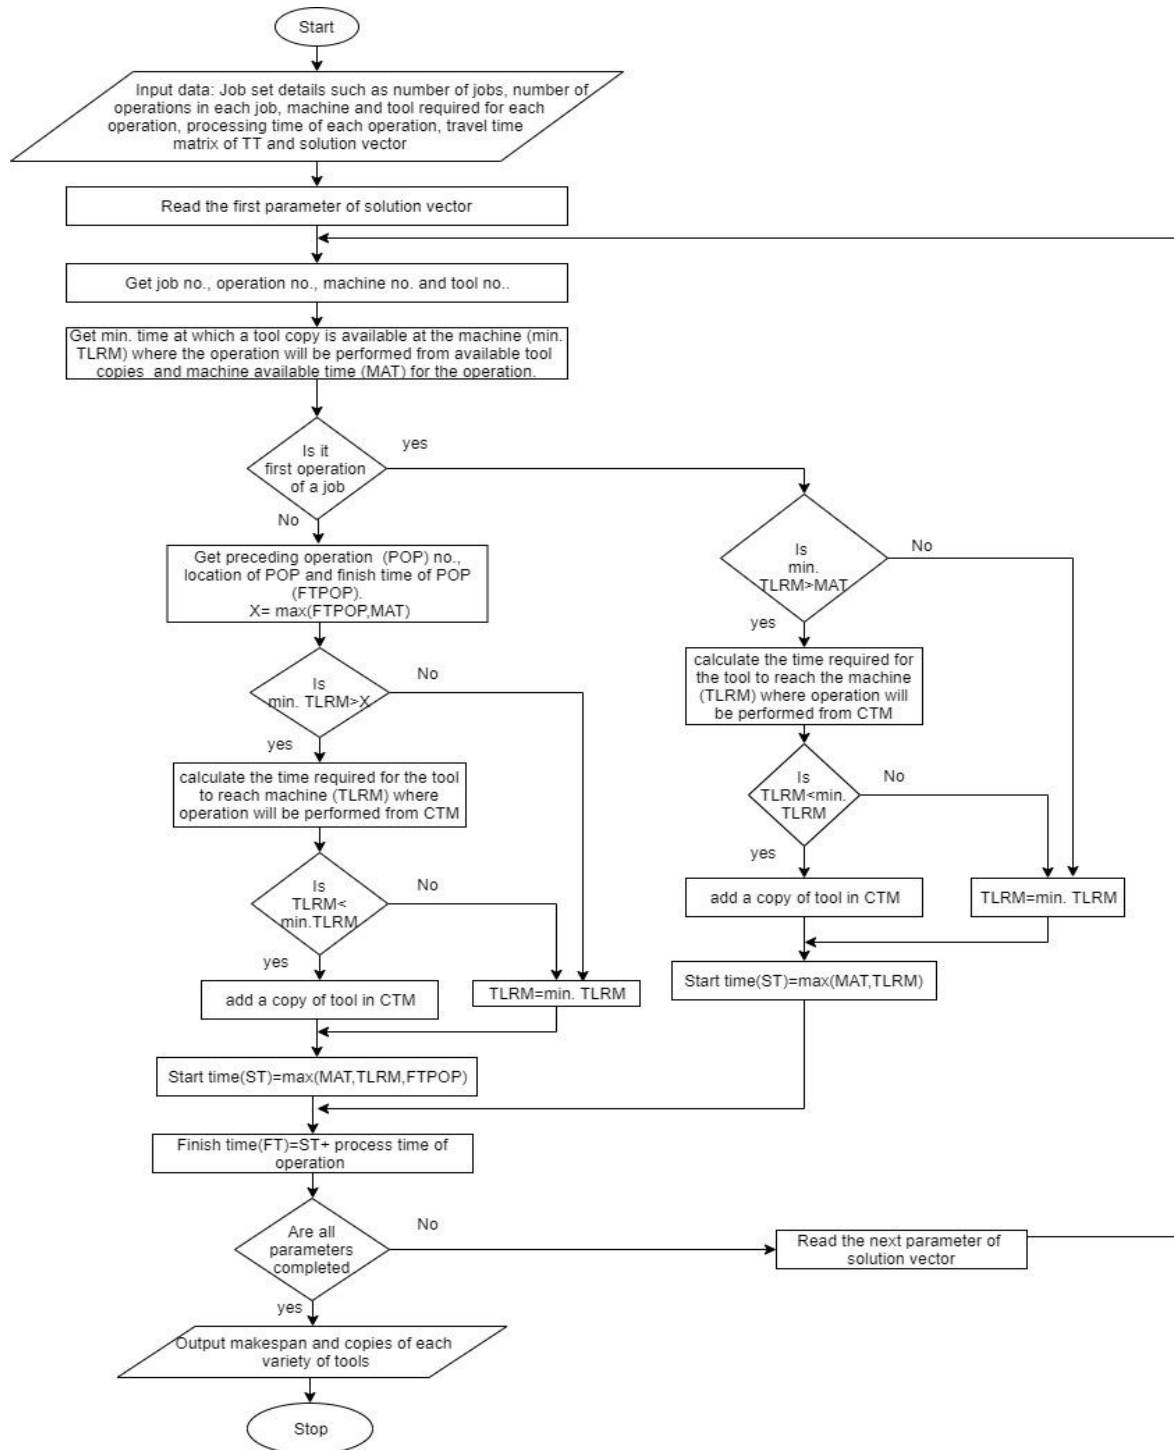 Start
Input data: Job set details such as number of jobs, number of
operations in each job, machine and tool required for each
operation, processing time of each operation, travel time
matrix of TT and solution vector
Read the first parameter of solution vector
Get job no., operation no., machine no. and tool no..
Get min. time at which a tool copy is available at the machine (min.
TLRM) where the operation will be performed from available tool
copies and machine available time (MAT) for the operation.
Is it
first operation
of a job
yes
No
Get preceding operation (POP) no.,
location of POP and finish time of POP
(FTPOP).
X= max(FTPOP,MAT)
Is
min.
TLRM>MAT
No
yes
Is
min. TLRM>X
No
yes
calculate the time required for
the tool to reach the machine
(TLRM) where operation will
be performed from CTM
calculate the time required for the tool
to reach machine (TLRM) where
operation will be performed from CTM
Is
TLRM<min.
TLRM
No
yes
Is
TLRM<
min.TLRM
No
yes
add a copy of tool in CTM
TLRM=min. TLRM
add a copy of tool in CTM
TLRM=min. TLRM
Start time(ST)=max(MAT,TLRM)
Start time(ST)=max(MAT,TLRM,FTPOP)
Finish time(FT)=ST+ process time of
operation
Are all
parameters
completed
No
Read the next parameter of
solution vector
yes
Output makespan and copies of each
variety of tools
Stop